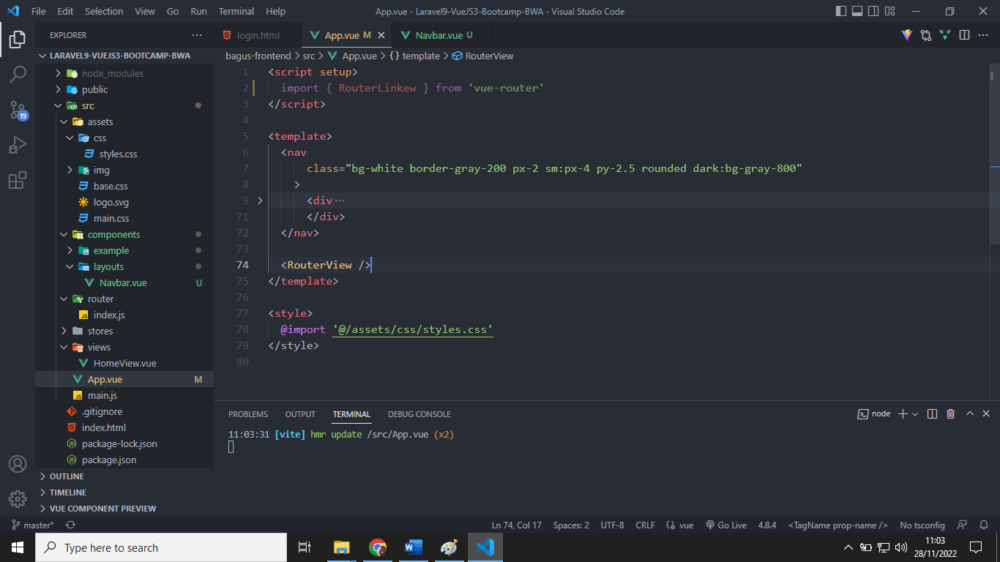 File Edit Selection View Go Run Terminal Help App.vue - Laravel9-VueJS3-Bootcamp-BWA - Visual Studio Code
EXPLORER ···
LARAVEL9-VUEJS3-BOOTCAMP-BWA
node_modules
public
src
assets
css
styles.css
img
base.css
logo.svg
main.css
components
example
layouts
Navbar.vue U
router
index.js
stores
views
HomeView.vue
App.vue M
main.js
.gitignore
index.html
package-lock.json
package.json
OUTLINE
TIMELINE
VUE COMPONENT PREVIEW
19
login.html App.vue M Navbar.vue U
bagus-frontend > src > App.vue > {} template > RouterView
1 <script setup>
2 import { RouterLinkew } from 'vue-router'
3 </script>
4
5 <template>
6 <nav
7 class="bg-white border-gray-200 px-2 sm:px-4 py-2.5 rounded dark:bg-gray-800"
8 >
9 <div···
71 </div>
72 </nav>
73
74 <RouterView />
75 </template>
76
77 <style>
78 @import '@/assets/css/styles.css'
79 </style>
80
PROBLEMS OUTPUT TERMINAL DEBUG CONSOLE node
11:03:31 [vite] hmr update /src/App.vue (x2)
master* Ln 74, Col 17 Spaces: 2 UTF-8 CRLF vue Go Live 4.8.4 <TagName prop-name /> No tsconfig
Type here to search
11:03
28/11/2022